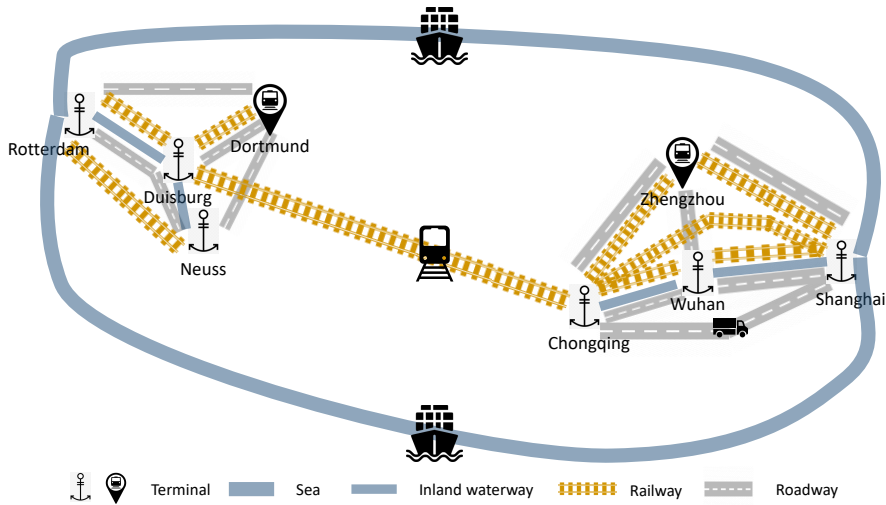 Rotterdam
Dortmund
Duisburg
Neuss
Zhengzhou
Wuhan
Shanghai
Chongqing
Terminal
Sea
Inland waterway
Railway
Roadway